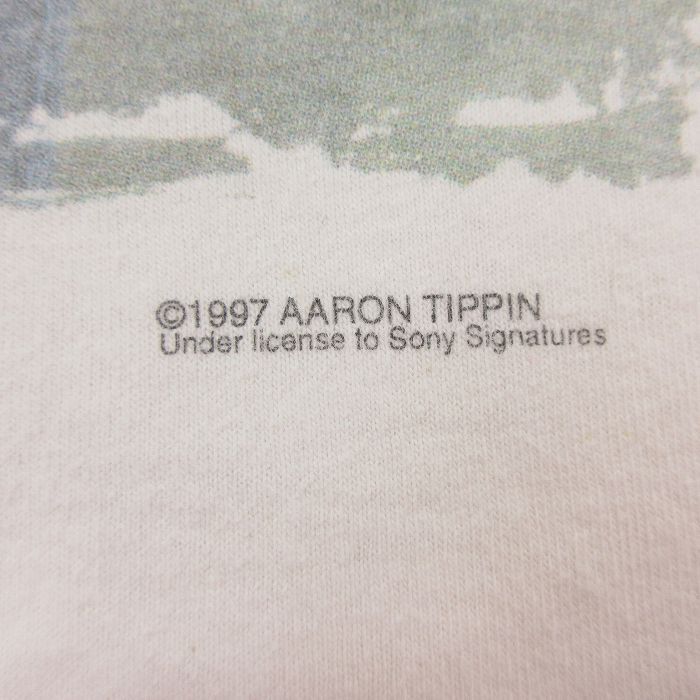 ©1997 AARON TIPPIN
Under license to Sony Signatures